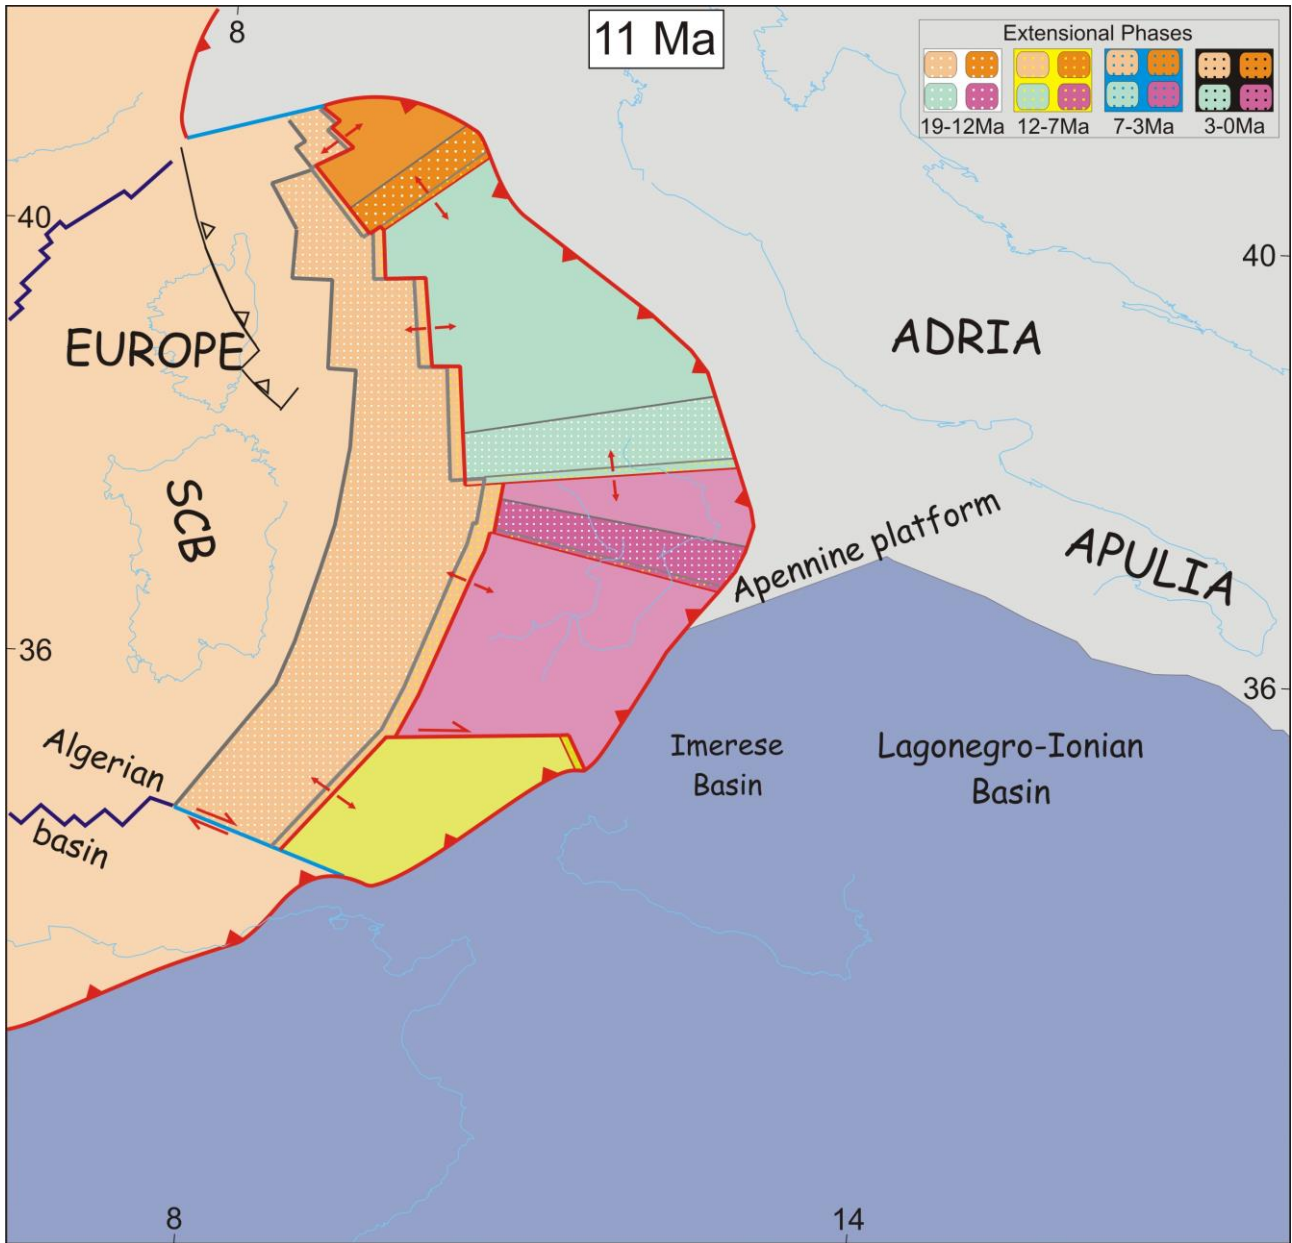 8
11 Ma
Extensional Phases
19-12Ma
12-7Ma
7-3Ma
3-0Ma
40
40
EUROPE
ADRIA
SCB
Apennine platform
APULIA
36
36
Algerian
basin
Imerese
Basin
Lagonegro-Ionian
Basin
8
14